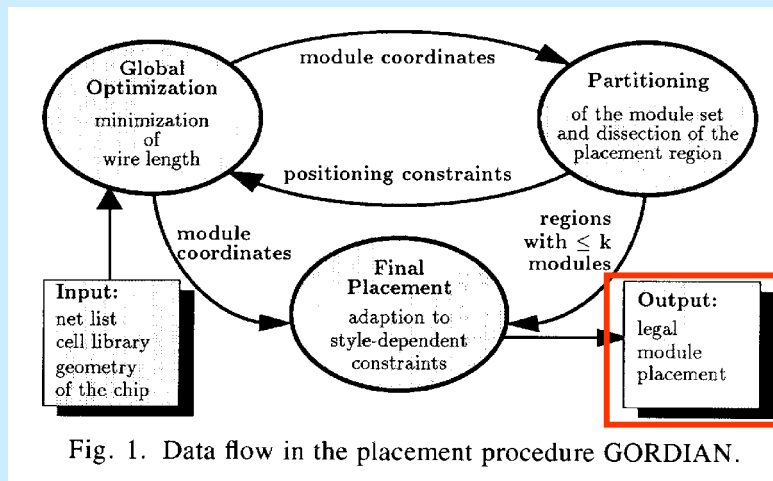 Global
Optimization
minimization
of
wire length
module coordinates
Partitioning
of the module set
and dissection of the
placement region
positioning constraints
module
coordinates
regions
with ≤ k
modules
Input:
net list
cell library
geometry
of the chip
Final
Placement
adaption to
style-dependent
constraints
Output:
legal
module
placement
Fig. 1. Data flow in the placement procedure GORDIAN.